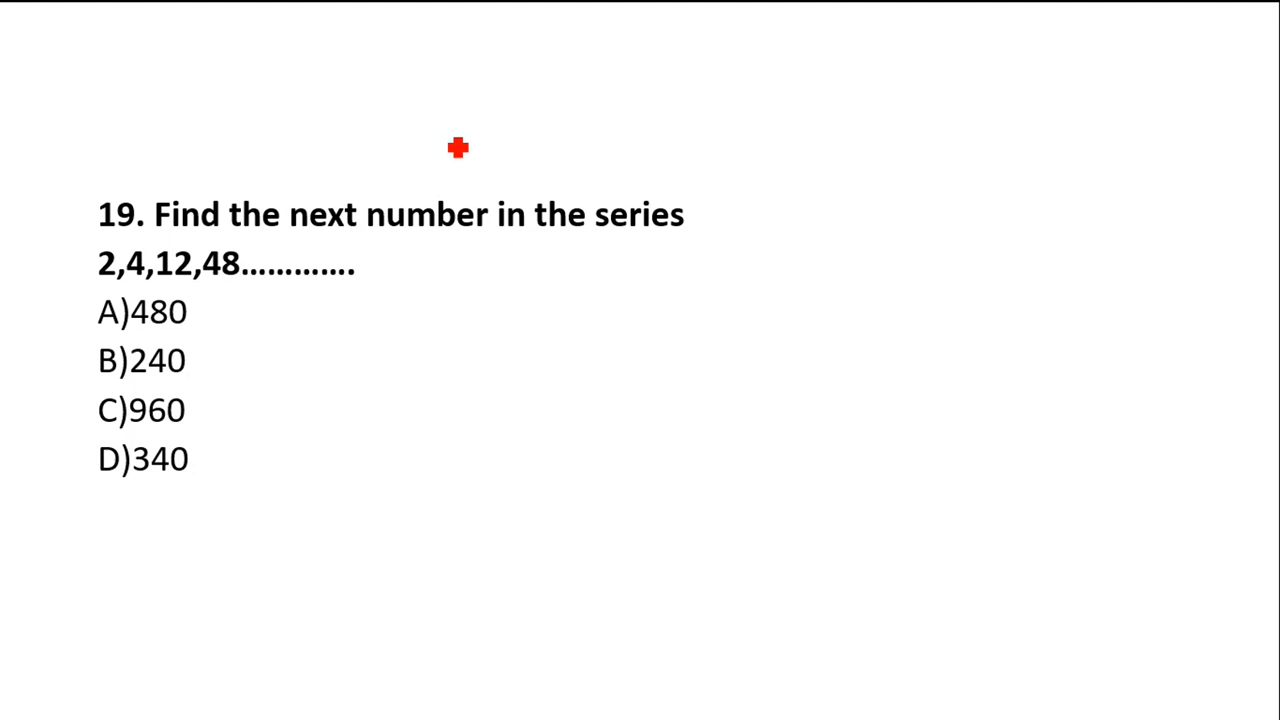 19. Find the next number in the series
2,4,12,48.............
A)480
B)240
C)960
D)340